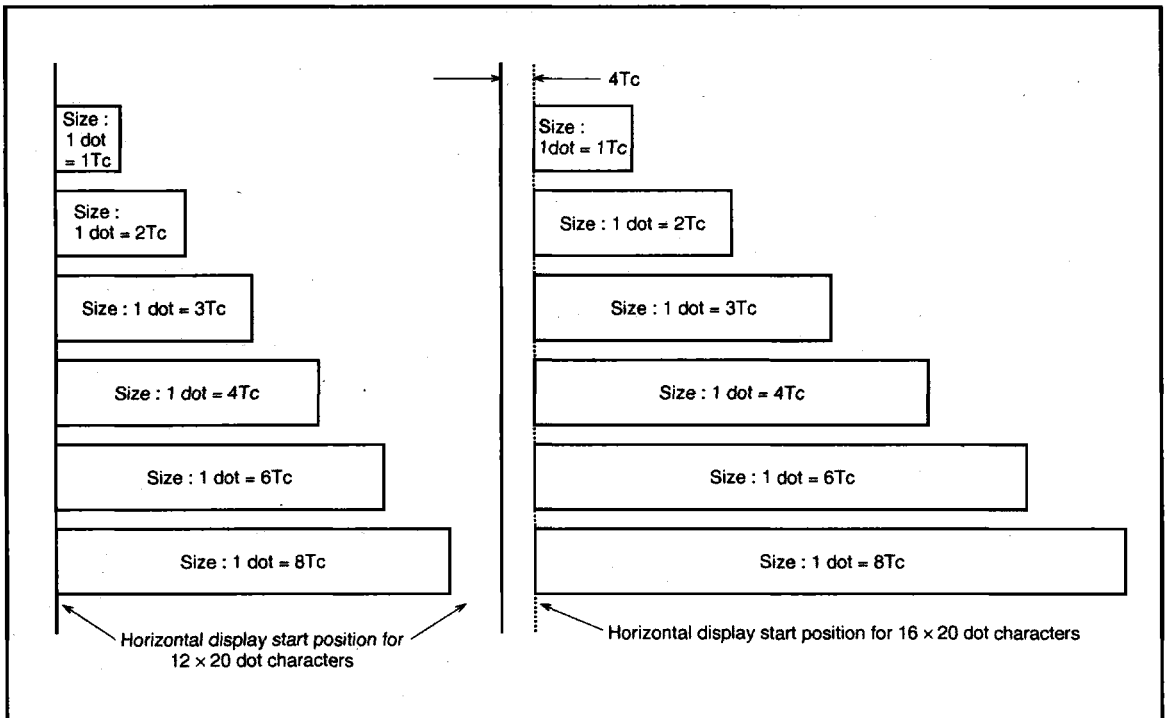 4Tc
Size :
1 dot
= 1Tc
Size :
1dot = 1Tc
Size :
1 dot = 2Tc
Size : 1 dot = 2Tc
Size : 1 dot = 3Tc
Size : 1 dot = 3Tc
Size : 1 dot = 4Tc
Size : 1 dot = 4Tc
Size : 1 dot = 6Tc
Size : 1 dot = 6Tc
Size : 1 dot = 8Tc
Size : 1 dot = 8Tc
Horizontal display start position for
12 × 20 dot characters
Horizontal display start position for 16 × 20 dot characters